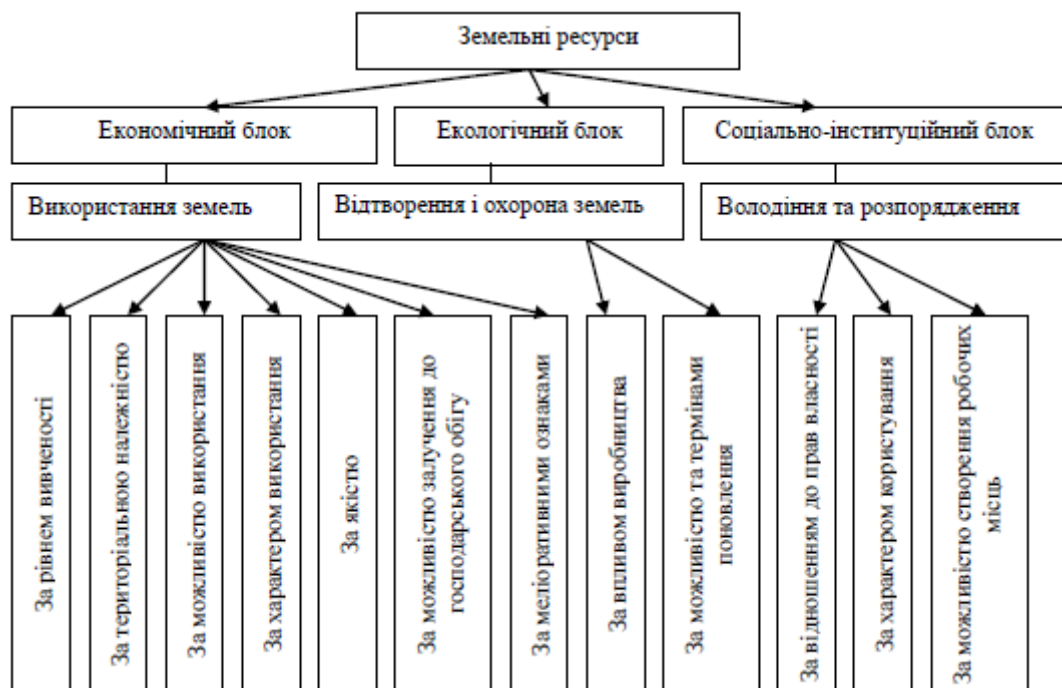 Земельні ресурси
Економічний блок
Екологічний блок
Соціально-інституційний блок
Використання земель
Відтворення і охорона земель
Володіння та розпорядження
За рівнем вивченості
За територіальною належністю
За можливістю використання
За характером використання
За якістю
За можливістю залучення до
господарського обігу
За меліоративними ознаками
За впливом виробництва
За можливістю та термінами
поновлення
За відношенням до прав власності
За характером користування
За можливістю створення робочих
місць